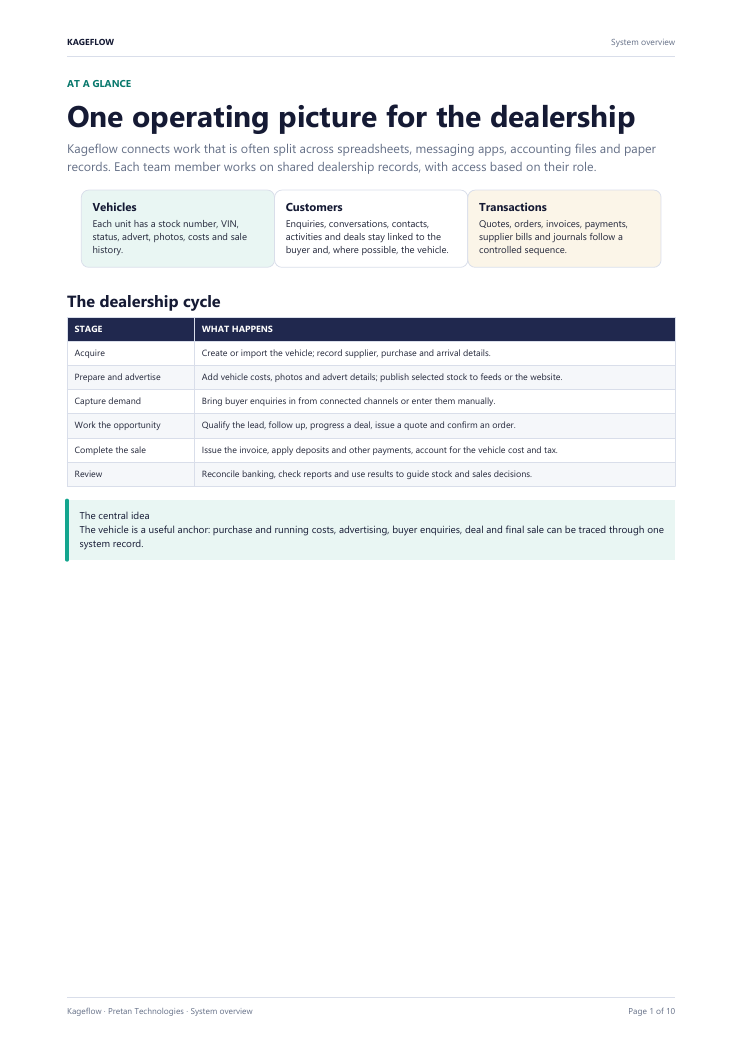 KAGEFLOW
System overview
AT A GLANCE
One operating picture for the dealership
Kageflow connects work that is often split across spreadsheets, messaging apps, accounting files and paper
records. Each team member works on shared dealership records, with access based on their role.
Vehicles
Each unit has a stock number, VIN,
status, advert, photos, costs and sale
history.
Customers
Enquiries, conversations, contacts,
activities and deals stay linked to the
buyer and, where possible, the vehicle.
Transactions
Quotes, orders, invoices, payments,
supplier bills and journals follow a
controlled sequence.
The dealership cycle
STAGE WHAT HAPPENS
Acquire Create or import the vehicle; record supplier, purchase and arrival details.
Prepare and advertise Add vehicle costs, photos and advert details; publish selected stock to feeds or the website.
Capture demand Bring buyer enquiries in from connected channels or enter them manually.
Work the opportunity Qualify the lead, follow up, progress a deal, issue a quote and confirm an order.
Complete the sale Issue the invoice, apply deposits and other payments, account for the vehicle cost and tax.
Review Reconcile banking, check reports and use results to guide stock and sales decisions.
The central idea
The vehicle is a useful anchor: purchase and running costs, advertising, buyer enquiries, deal and final sale can be traced through one
system record.
Kageflow · Pretan Technologies · System overview
Page 1 of 10